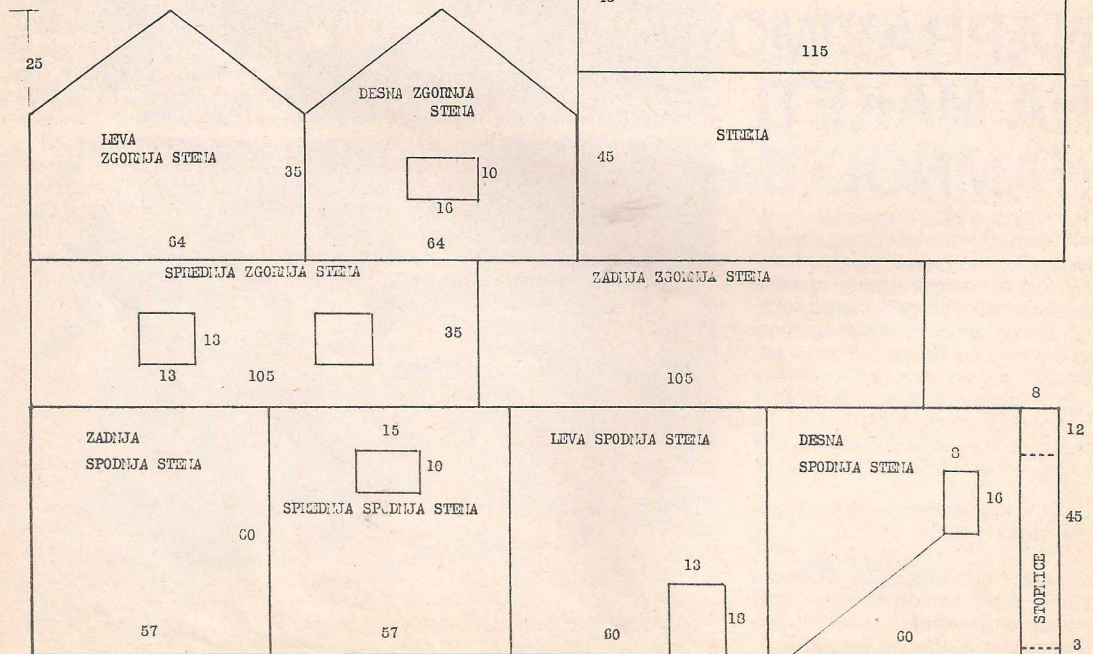 115
25
DESNA ZGORNJA
STENA
LEVA
ZGORNJA STENA
STREHA
35
10
45
16
64
64
SPREDNJA ZGORNJA STENA
ZADNJA ZGORNJA STENA
13
35
13
105
105
8
ZADNJA
SPODNJA STENA
15
10
SPREDNJA SPODNJA STENA
LEVA SPODNJA STENA
DESNA
SPODNJA STENA
8
16
12
45
60
13
18
STOPNICE
57
57
60
60
3